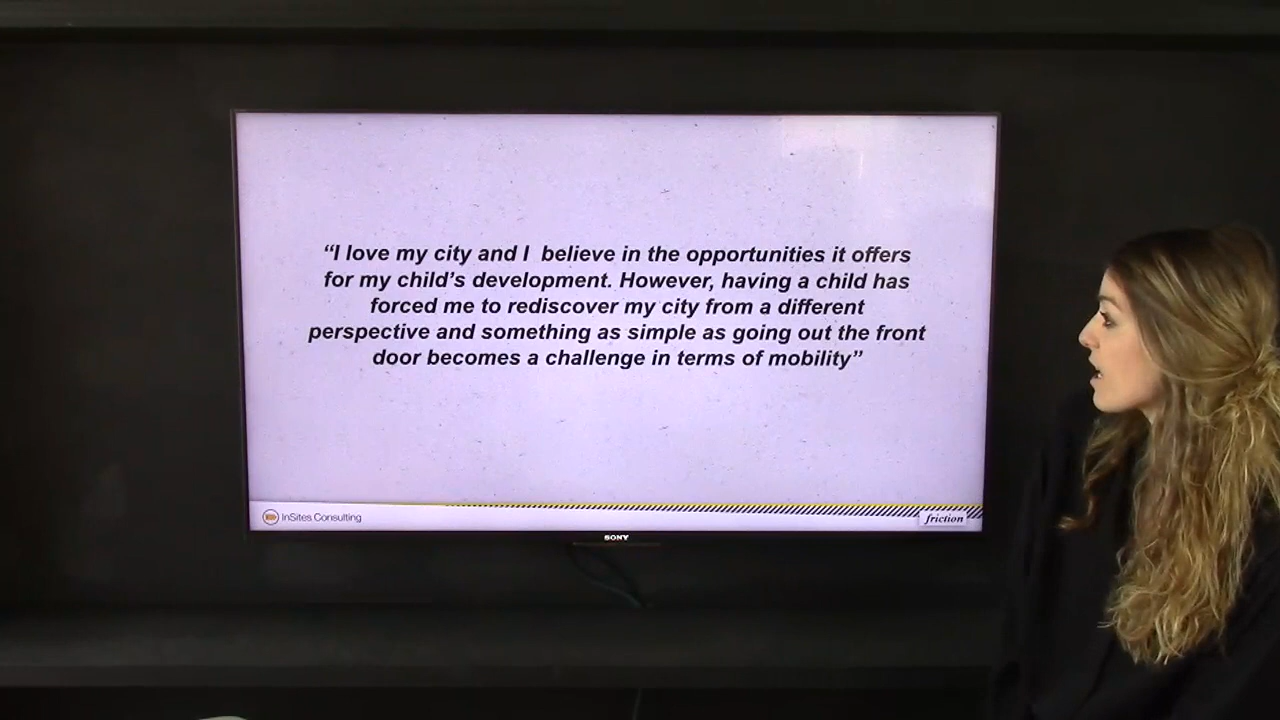 “I love my city and I  believe in the opportunities it offers
for my child’s development. However, having a child has
forced me to rediscover my city from a different
perspective and something as simple as going out the front
door becomes a challenge in terms of mobility”
InSites Consulting
friction
SONY